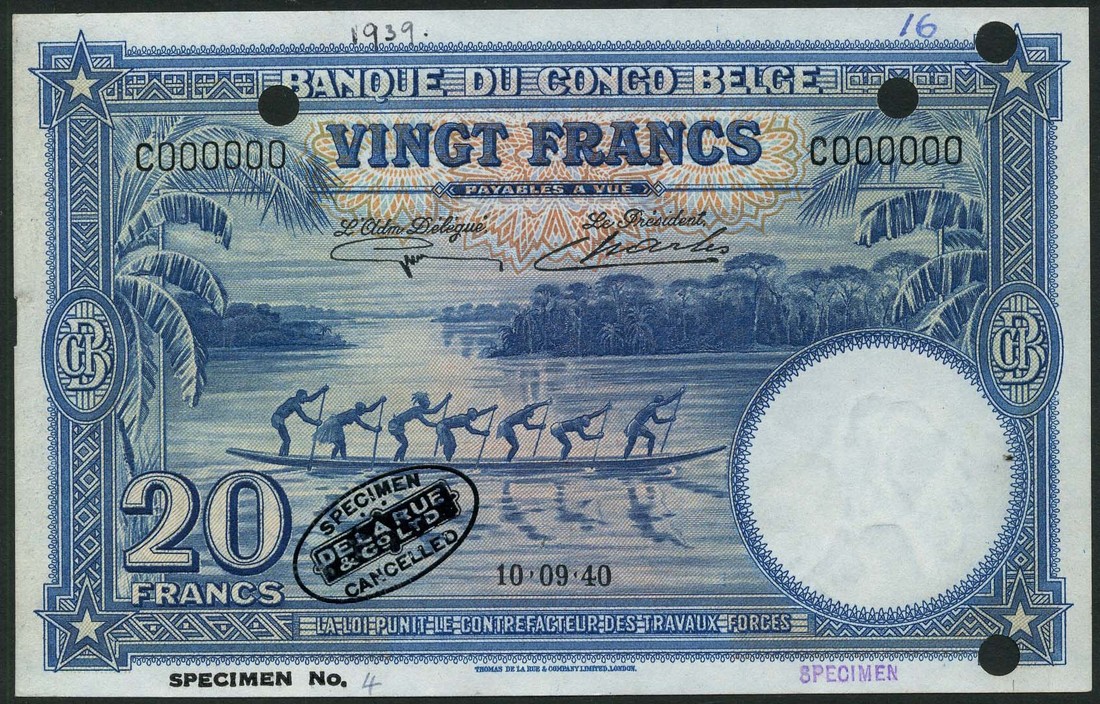 1939.
16
BANQUE DU CONGO BELGE
C000000
VINGT FRANCS
C000000
PAYABLES A VUE
L'Adm. Délégué,
Le Président,
CB
CB
20
FRANCS
SPECIMEN
DE LA RUE
& CO LTD
CANCELLED
10·09·40
LA LOI PUNIT LE CONTREFACTEUR DES TRAVAUX FORCES
THOMAS DE LA RUE & COMPANY LIMITED, LONDON.
SPECIMEN No. 4
SPECIMEN